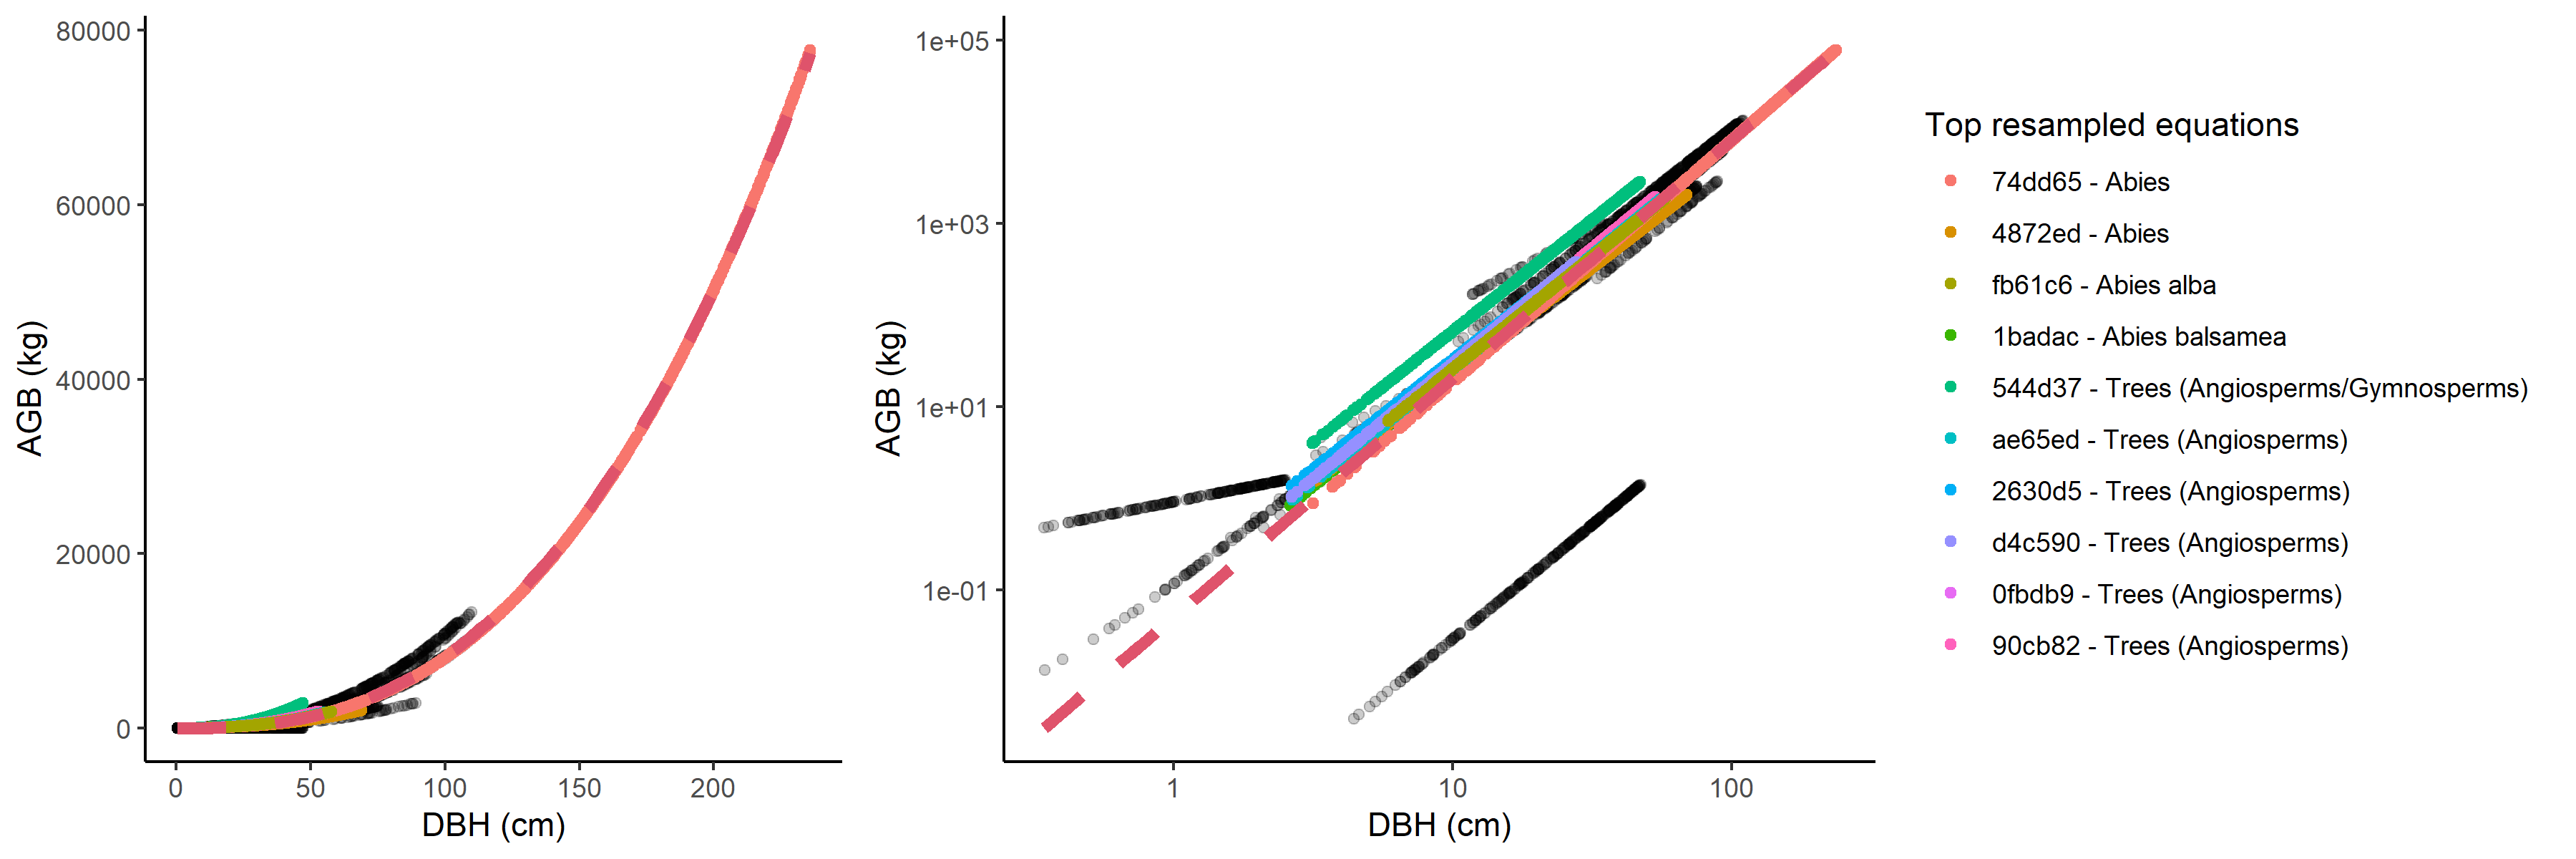 80000
60000
40000
20000
0
AGB (kg)
0 50 100 150 200
DBH (cm)
1e+05
1e+03
1e+01
1e-01
AGB (kg)
1 10 100
DBH (cm)
Top resampled equations
74dd65 - Abies
4872ed - Abies
fb61c6 - Abies alba
1badac - Abies balsamea
544d37 - Trees (Angiosperms/Gymnosperms)
ae65ed - Trees (Angiosperms)
2630d5 - Trees (Angiosperms)
d4c590 - Trees (Angiosperms)
0fbdb9 - Trees (Angiosperms)
90cb82 - Trees (Angiosperms)